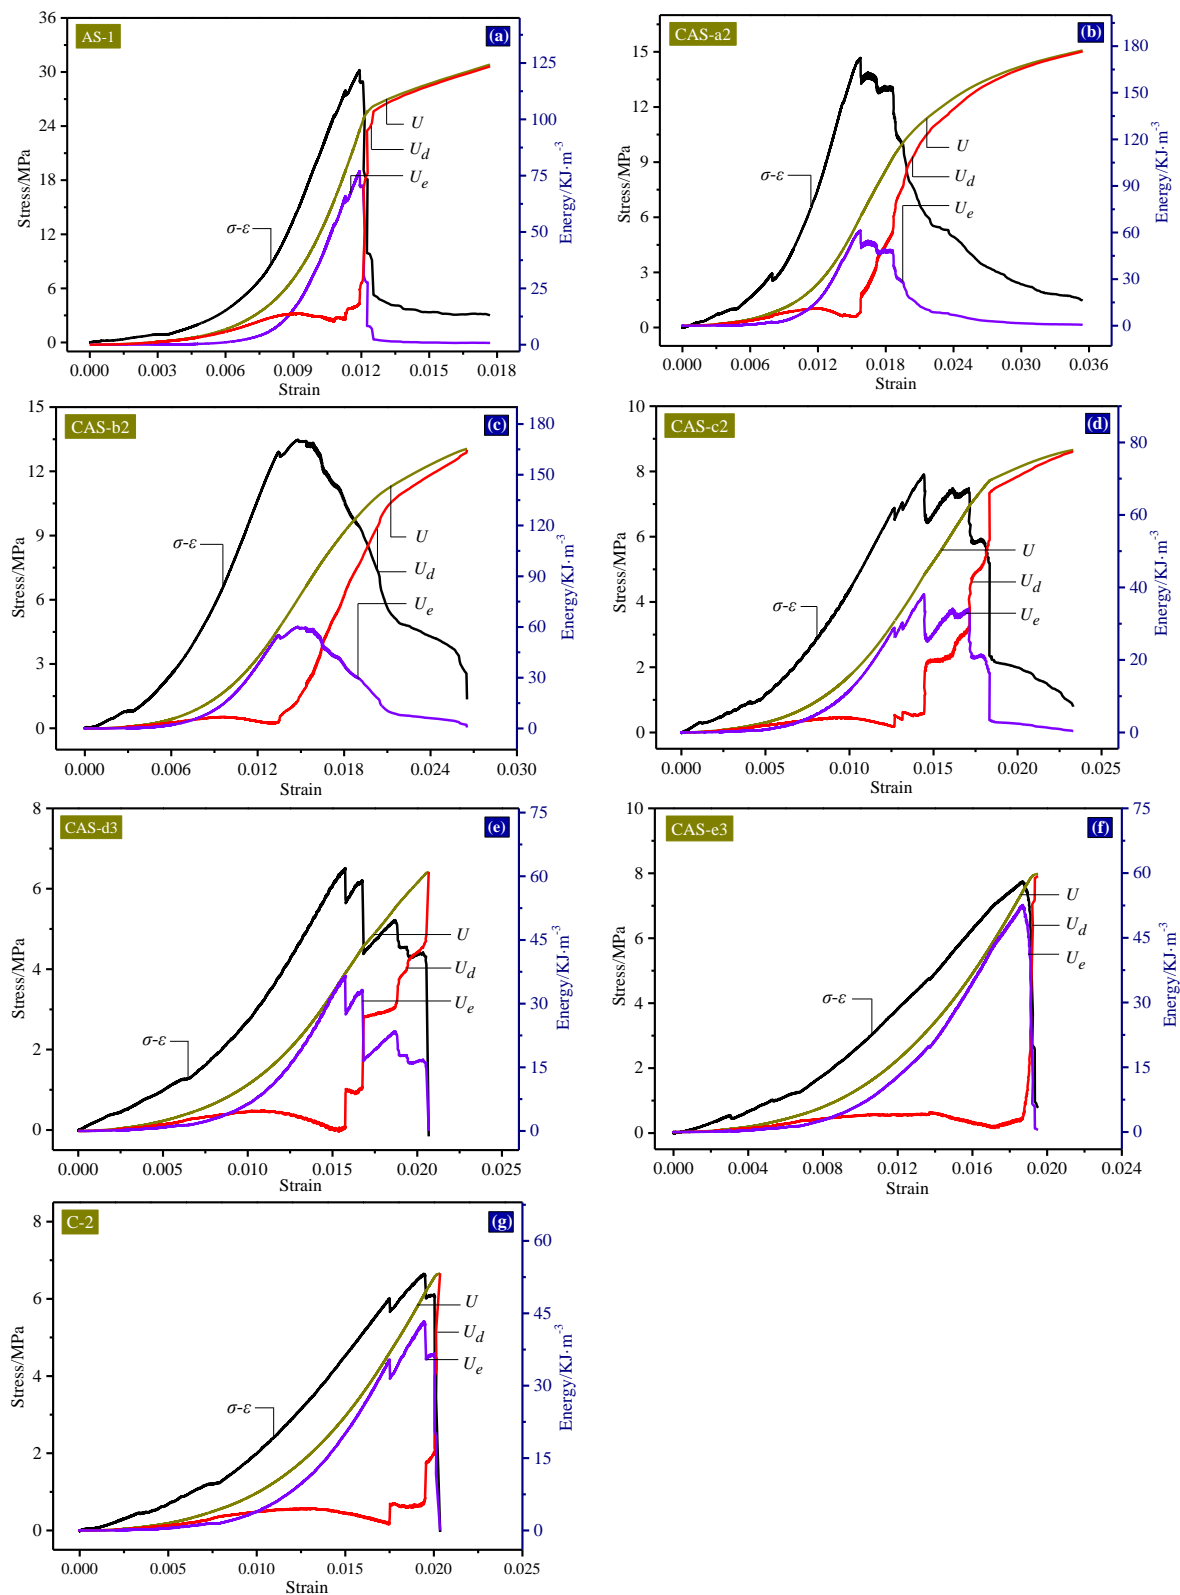 AS-1
(a)
36
30
24
18
12
6
0
Stress/MPa
125
100
75
50
25
0
Energy/KJ·m-3
U
Ud
Ue
σ-ε
0.000 0.003 0.006 0.009 0.012 0.015 0.018
Strain
CAS-a2
(b)
15
12
9
6
3
0
Stress/MPa
180
150
120
90
60
30
0
Energy/KJ·m-3
U
Ud
Ue
σ-ε
0.000 0.006 0.012 0.018 0.024 0.030 0.036
Strain
CAS-b2
(c)
15
12
9
6
3
0
Stress/MPa
180
150
120
90
60
30
0
Energy/KJ·m-3
σ-ε
U
Ud
Ue
0.000 0.006 0.012 0.018 0.024 0.030
Strain
CAS-c2
(d)
10
8
6
4
2
0
Stress/MPa
80
60
40
20
0
Energy/KJ·m-3
U
Ud
Ue
σ-ε
0.000 0.005 0.010 0.015 0.020 0.025
Strain
CAS-d3
(e)
8
6
4
2
0
Stress/MPa
75
60
45
30
15
0
Energy/KJ·m-3
U
Ud
Ue
σ-ε
0.000 0.005 0.010 0.015 0.020 0.025
Strain
CAS-e3
(f)
10
8
6
4
2
0
Stress/MPa
75
60
45
30
15
0
Energy/KJ·m-3
U
Ud
Ue
σ-ε
0.000 0.004 0.008 0.012 0.016 0.020 0.024
Strain
C-2
(g)
8
6
4
2
0
Stress/MPa
60
45
30
15
0
Energy/KJ·m-3
U
Ud
Ue
σ-ε
0.000 0.005 0.010 0.015 0.020 0.025
Strain